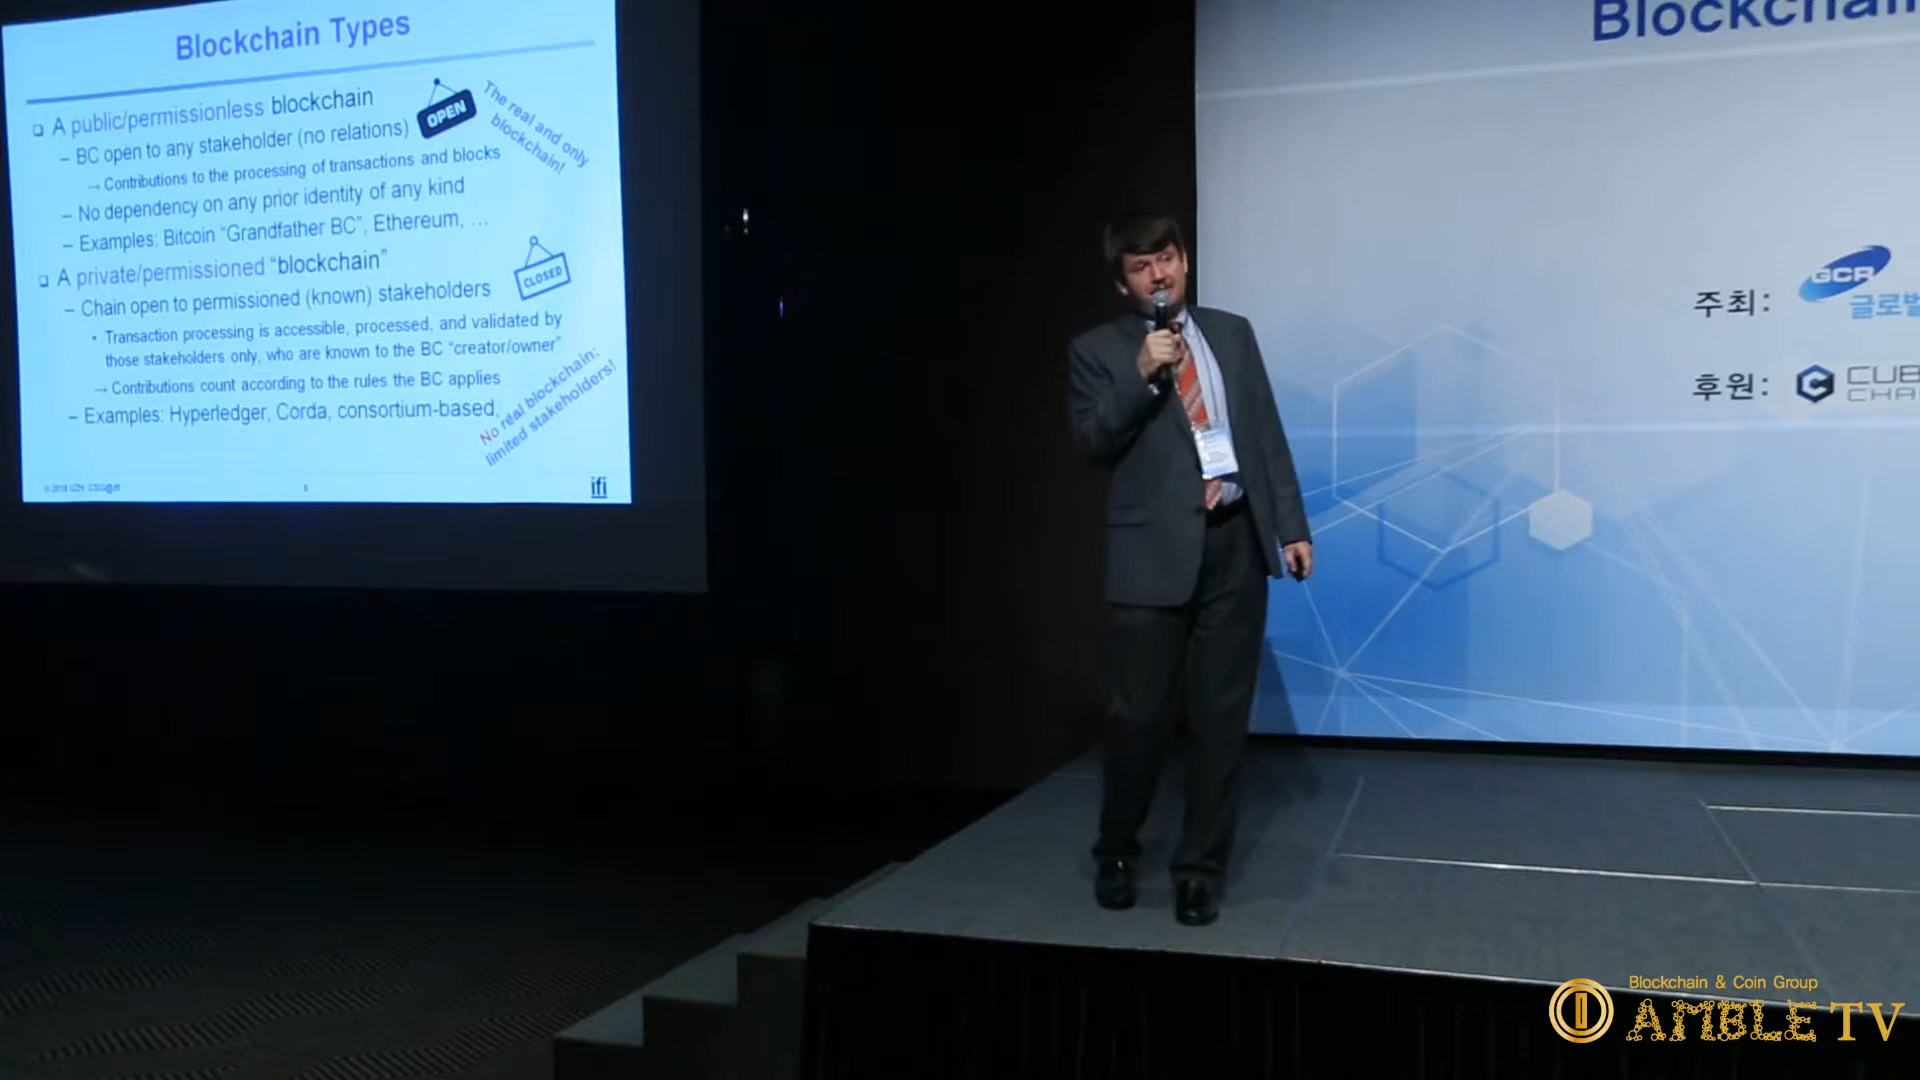 Blockchain Types
❑ A public/permissionless blockchain
– BC open to any stakeholder (no relations)
→ Contributions to the processing of transactions and blocks
– No dependency on any prior identity of any kind
– Examples: Bitcoin “Grandfather BC”, Ethereum, …
OPEN
The real and only
blockchain!
❑ A private/permissioned “blockchain”
– Chain open to permissioned (known) stakeholders
• Transaction processing is accessible, processed, and validated by
those stakeholders only, who are known to the BC “creator/owner”
→ Contributions count according to the rules the BC applies
– Examples: Hyperledger, Corda, consortium-based,
CLOSED
No real blockchain:
limited stakeholders!
ifi
Blockchain
주최:
GCR
글로벌
후원:
CUB
CHA
Blockchain & Coin Group
AMBLE TV